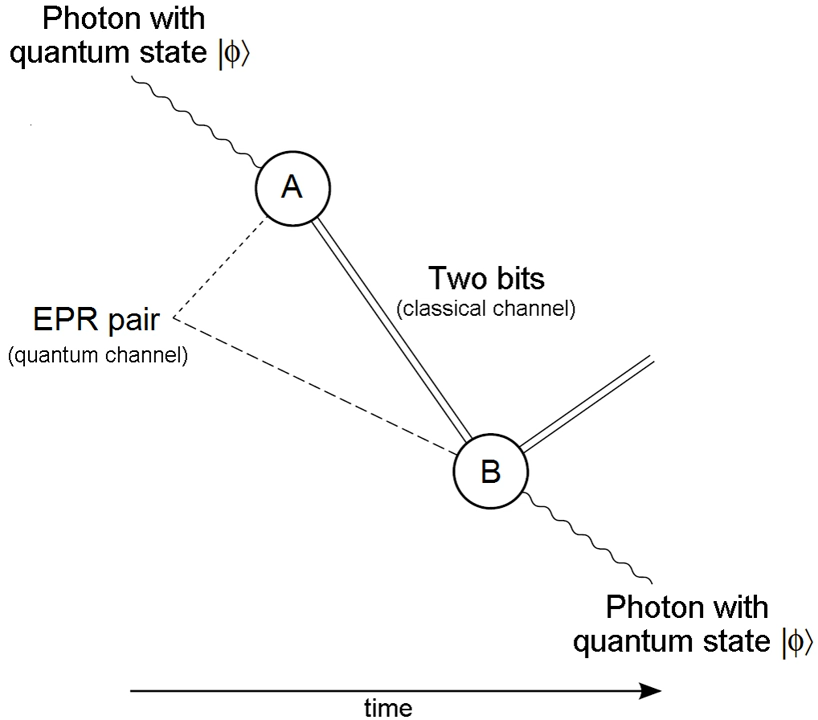 Photon with
quantum state |ϕ⟩
A
Two bits
(classical channel)
EPR pair
(quantum channel)
B
Photon with
quantum state |ϕ⟩
time